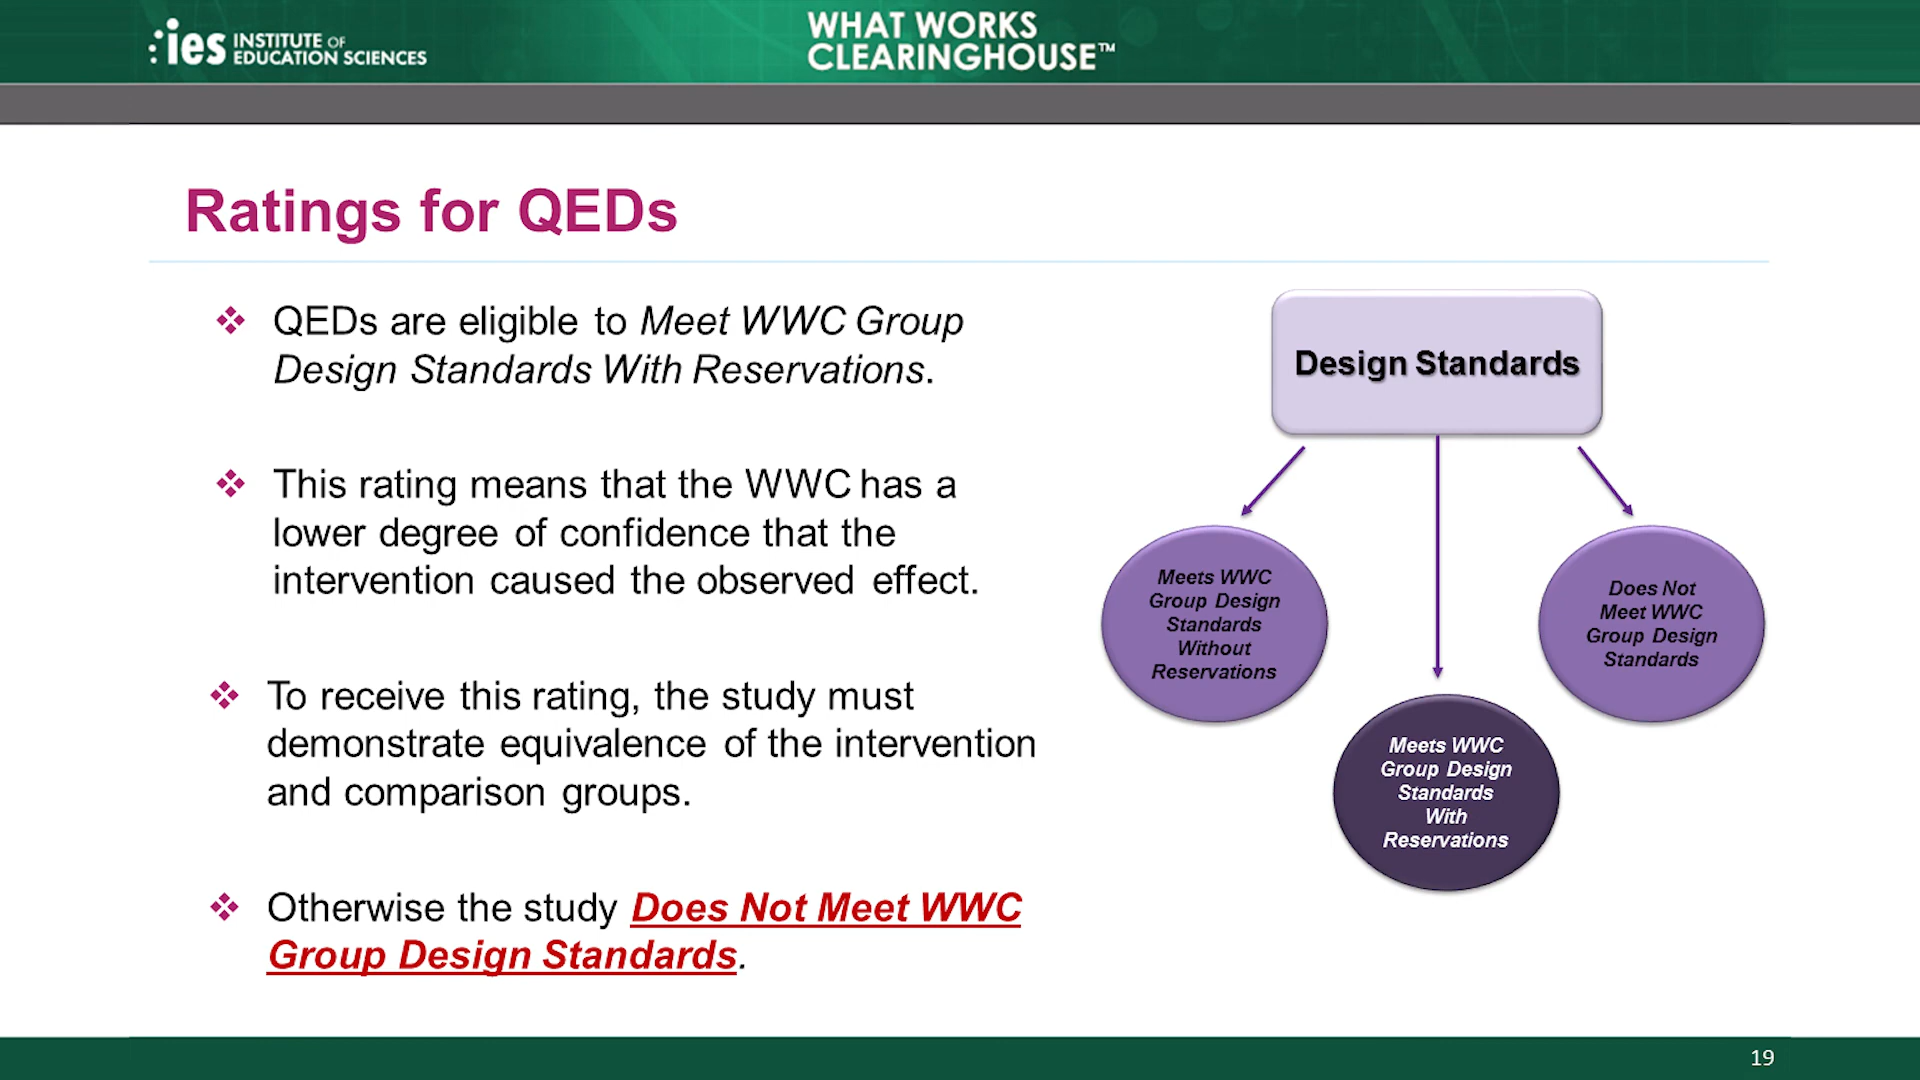 ies INSTITUTE OF
EDUCATION SCIENCES
WHAT WORKS
CLEARINGHOUSE™
Ratings for QEDs
QEDs are eligible to Meet WWC Group
Design Standards With Reservations.
This rating means that the WWC has a
lower degree of confidence that the
intervention caused the observed effect.
To receive this rating, the study must
demonstrate equivalence of the intervention
and comparison groups.
Otherwise the study Does Not Meet WWC
Group Design Standards.
Design Standards
Meets WWC
Group Design
Standards
Without
Reservations
Meets WWC
Group Design
Standards
With
Reservations
Does Not
Meet WWC
Group Design
Standards
19